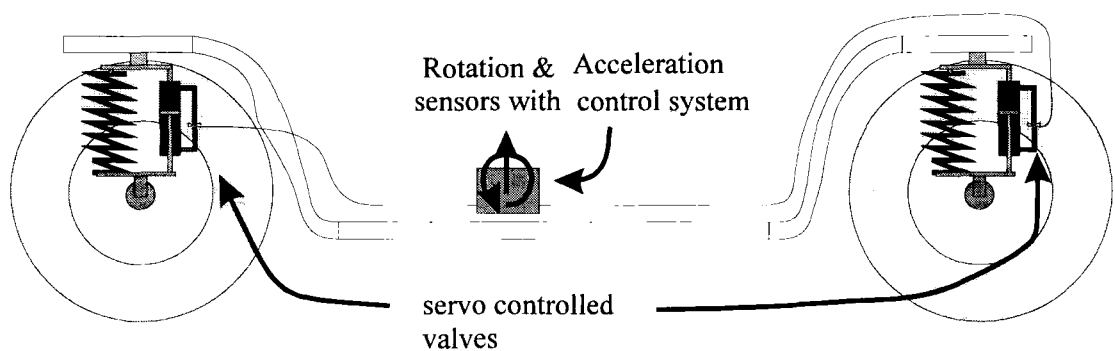 Rotation & Acceleration
sensors with control system
servo controlled
valves